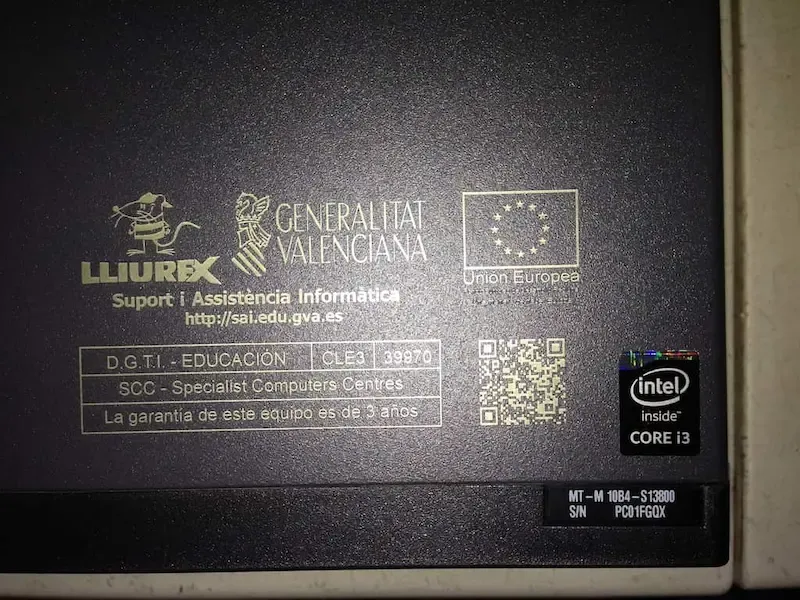 LLIUREX
GENERALITAT
VALENCIANA
Unión Europea
Suport i Assistència Informàtica
http://sai.edu.gva.es
D.G.T.I. - EDUCACIÓN CLE3 39970
SCC - Specialist Computers Centres
La garantía de este equipo es de 3 años
intel
inside™
CORE i3
MT-M 10B4-S13800
S/N PC01FGQX